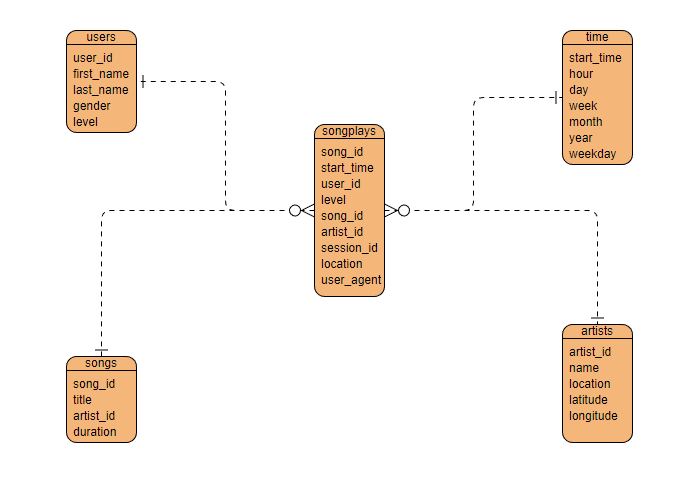 users
user_id
first_name
last_name
gender
level
time
start_time
hour
day
week
month
year
weekday
songplays
song_id
start_time
user_id
level
song_id
artist_id
session_id
location
user_agent
songs
song_id
title
artist_id
duration
artists
artist_id
name
location
latitude
longitude